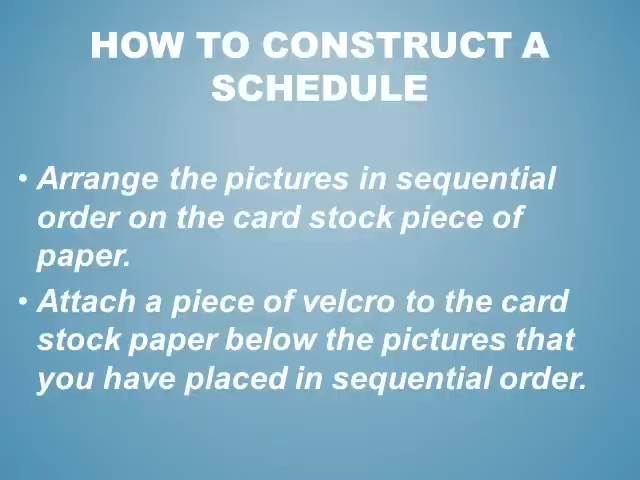 HOW TO CONSTRUCT A
SCHEDULE
• Arrange the pictures in sequential
order on the card stock piece of
paper.
• Attach a piece of velcro to the card
stock paper below the pictures that
you have placed in sequential order.